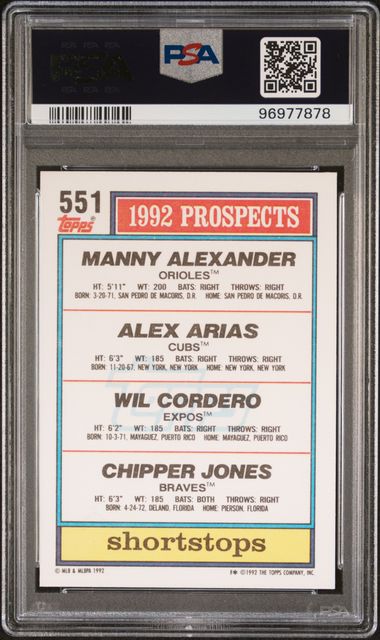 PSA
PSA
96977878
551
Topps®
1992 PROSPECTS
MANNY ALEXANDER
ORIOLES™
HT: 5'11" WT: 200 BATS: RIGHT THROWS: RIGHT
BORN: 3-20-71, SAN PEDRO DE MACORIS, D.R. HOME: SAN PEDRO DE MACORIS, D.R.
ALEX ARIAS
CUBS™
HT: 6'3" WT: 185 BATS: RIGHT THROWS: RIGHT
BORN: 11-20-67, NEW YORK, NEW YORK HOME: NEW YORK, NEW YORK
WIL CORDERO
EXPOS™
HT: 6'2" WT: 185 BATS: RIGHT THROWS: RIGHT
BORN: 10-3-71, MAYAGUEZ, PUERTO RICO HOME: MAYAGUEZ, PUERTO RICO
CHIPPER JONES
BRAVES™
HT: 6'3" WT: 185 BATS: BOTH THROWS: RIGHT
BORN: 4-24-72, DELAND, FLORIDA HOME: PIERSON, FLORIDA
shortstops
© MLB & MLBPA 1992 F* ©1992 THE TOPPS COMPANY, INC
PSA